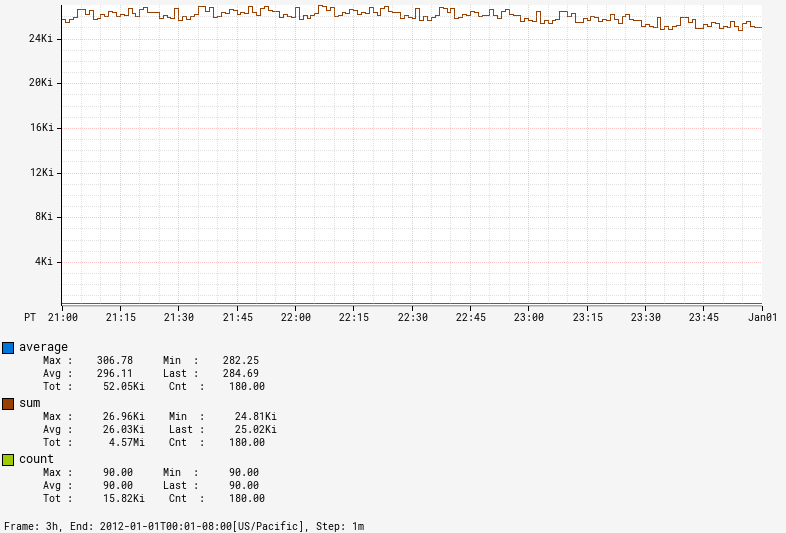 24Ki
20Ki
16Ki
12Ki
8Ki
4Ki
PT 21:00 21:15 21:30 21:45 22:00 22:15 22:30 22:45 23:00 23:15 23:30 23:45 Jan01
average
Max : 306.78 Min : 282.25
Avg : 296.11 Last : 284.69
Tot : 52.05Ki Cnt : 180.00
sum
Max : 26.96Ki Min : 24.81Ki
Avg : 26.03Ki Last : 25.02Ki
Tot : 4.57Mi Cnt : 180.00
count
Max : 90.00 Min : 90.00
Avg : 90.00 Last : 90.00
Tot : 15.82Ki Cnt : 180.00
Frame: 3h, End: 2012-01-01T00:01-08:00[US/Pacific], Step: 1m